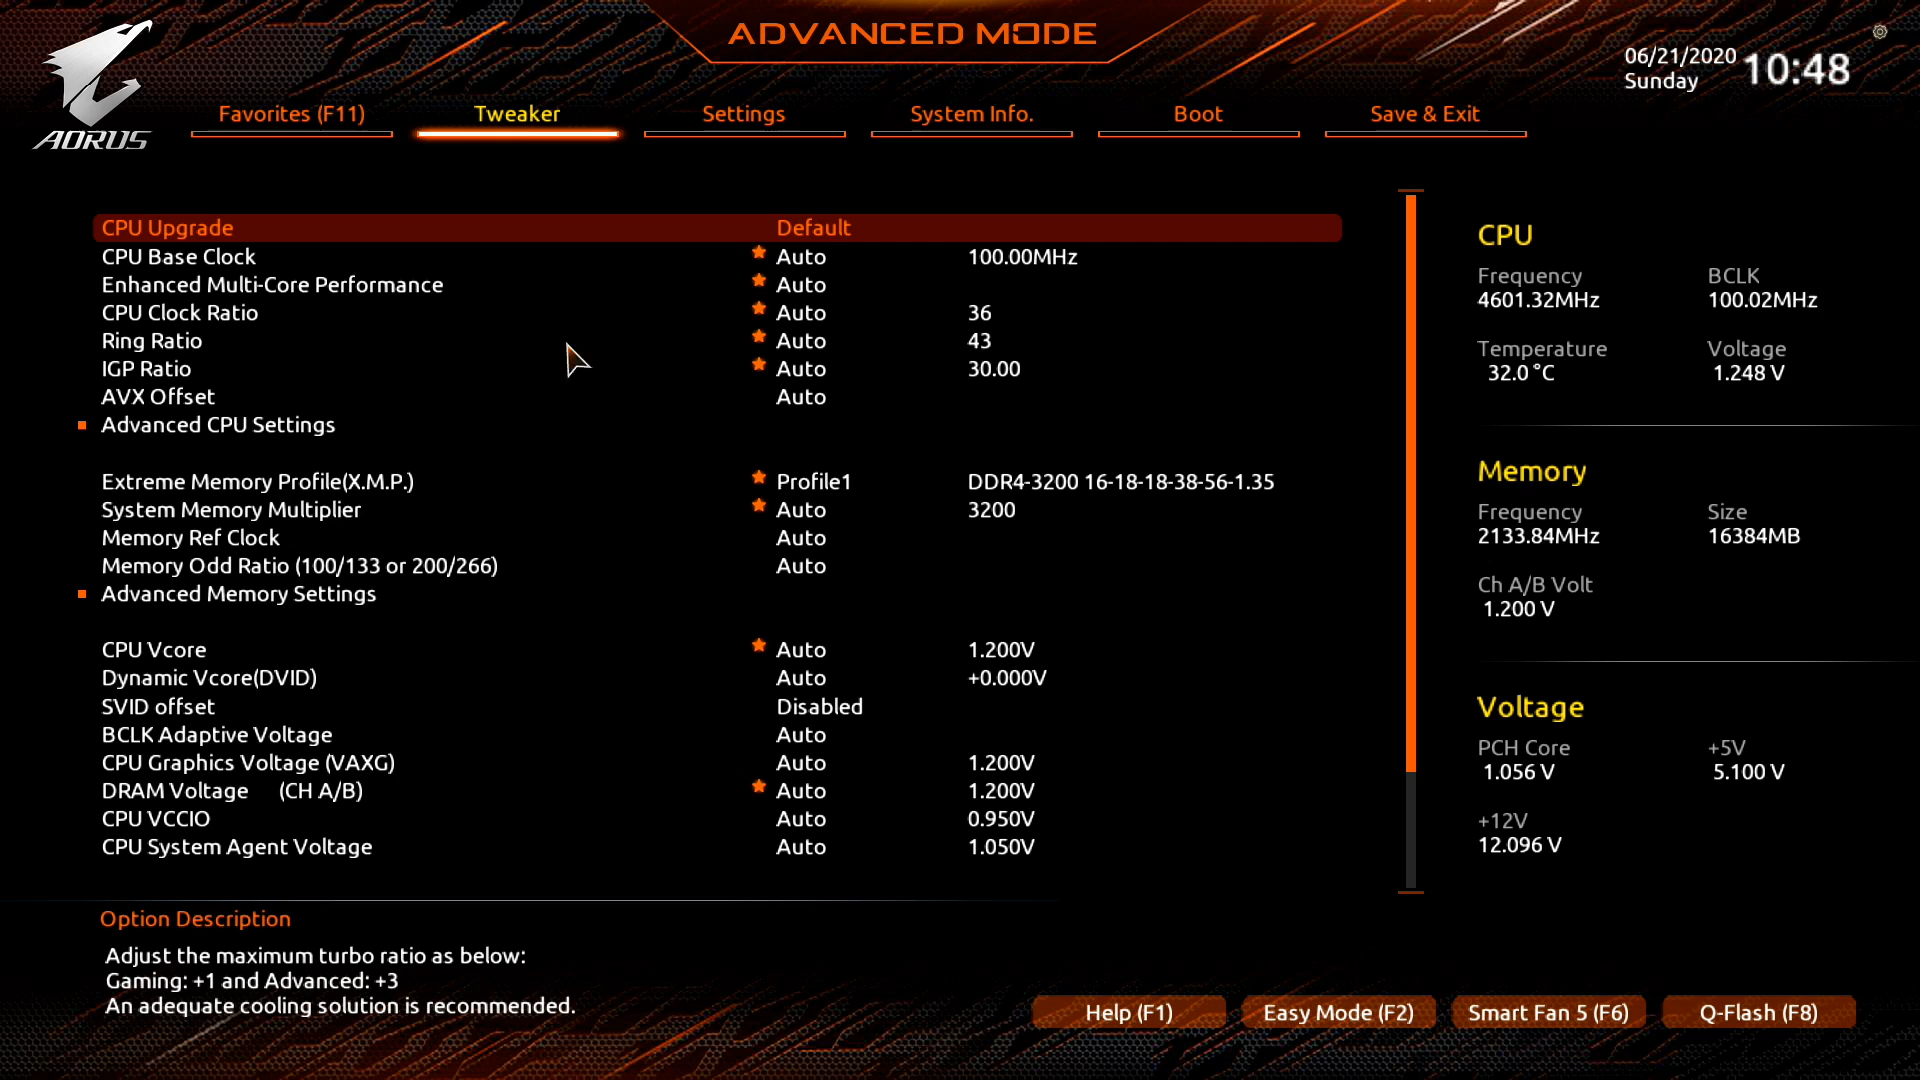 ADVANCED MODE
AORUS
06/21/2020
Sunday
10:48
Favorites (F11) Tweaker Settings System Info. Boot Save & Exit
CPU Upgrade Default
CPU Base Clock Auto 100.00MHz
Enhanced Multi-Core Performance Auto
CPU Clock Ratio Auto 36
Ring Ratio Auto 43
IGP Ratio Auto 30.00
AVX Offset Auto
Advanced CPU Settings
Extreme Memory Profile(X.M.P.) Profile1 DDR4-3200 16-18-18-38-56-1.35
System Memory Multiplier Auto 3200
Memory Ref Clock Auto
Memory Odd Ratio (100/133 or 200/266) Auto
Advanced Memory Settings
CPU Vcore Auto 1.200V
Dynamic Vcore(DVID) Auto +0.000V
SVID offset Disabled
BCLK Adaptive Voltage Auto
CPU Graphics Voltage (VAXG) Auto 1.200V
DRAM Voltage (CH A/B) Auto 1.200V
CPU VCCIO Auto 0.950V
CPU System Agent Voltage Auto 1.050V
CPU
Frequency BCLK
4601.32MHz 100.02MHz
Temperature Voltage
32.0 °C 1.248 V
Memory
Frequency Size
2133.84MHz 16384MB
Ch A/B Volt
1.200 V
Voltage
PCH Core +5V
1.056 V 5.100 V
+12V
12.096 V
Option Description
Adjust the maximum turbo ratio as below:
Gaming: +1 and Advanced: +3
An adequate cooling solution is recommended.
Help (F1) Easy Mode (F2) Smart Fan 5 (F6) Q-Flash (F8)